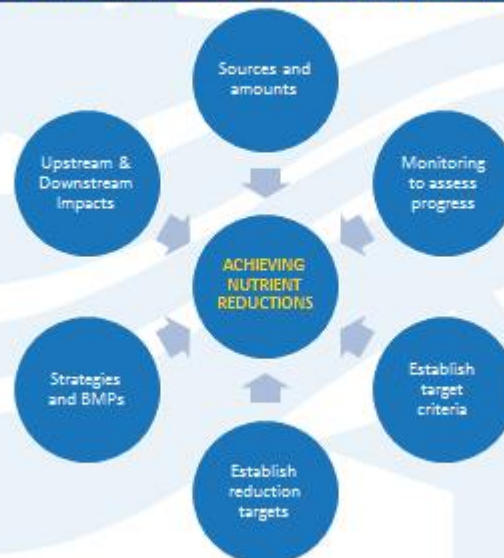 Sources and
amounts
Upstream &
Downstream
Impacts
Monitoring
to assess
progress
ACHIEVING
NUTRIENT
REDUCTIONS
Strategies
and BMPs
Establish
target
criteria
Establish
reduction
targets